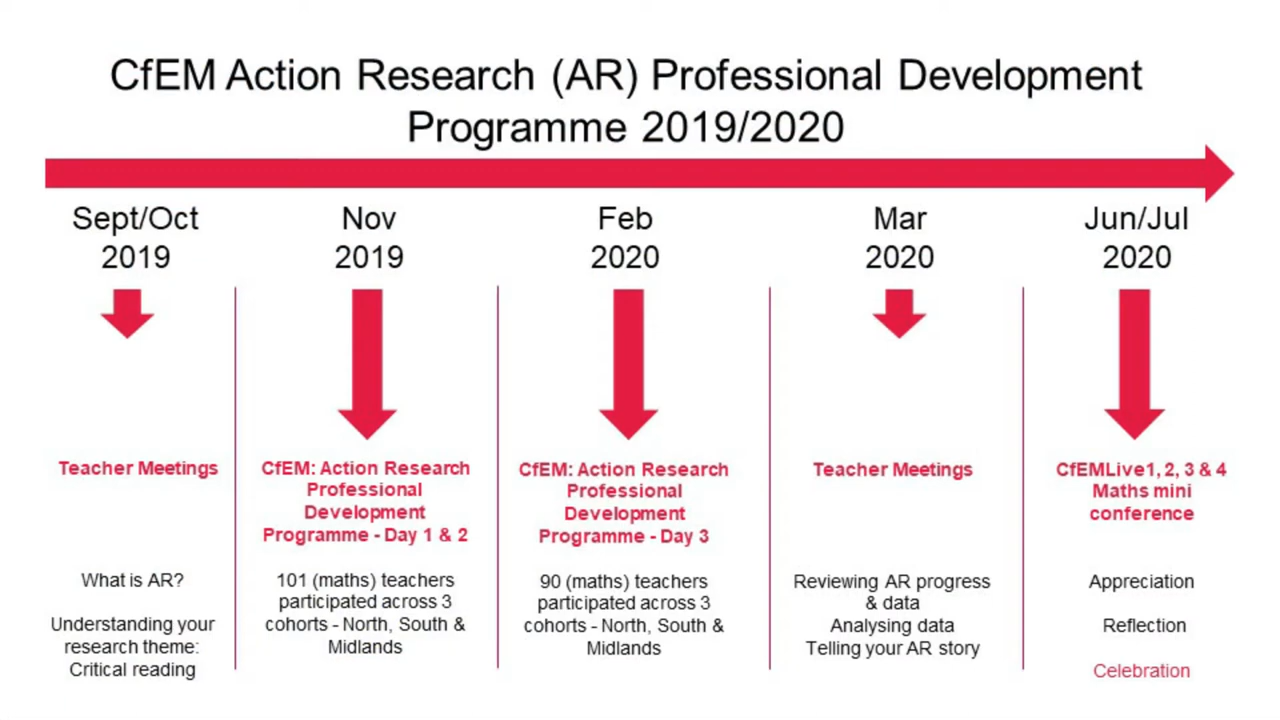 CfEM Action Research (AR) Professional Development
Programme 2019/2020
Sept/Oct
2019
Nov
2019
Feb
2020
Mar
2020
Jun/Jul
2020
Teacher Meetings
What is AR?
Understanding your
research theme:
Critical reading
CfEM: Action Research
Professional
Development
Programme - Day 1 & 2
101 (maths) teachers
participated across 3
cohorts - North, South &
Midlands
CfEM: Action Research
Professional
Development
Programme - Day 3
90 (maths) teachers
participated across 3
cohorts - North, South &
Midlands
Teacher Meetings
Reviewing AR progress
& data
Analysing data
Telling your AR story
CfEMLive1, 2, 3 & 4
Maths mini
conference
Appreciation
Reflection
Celebration